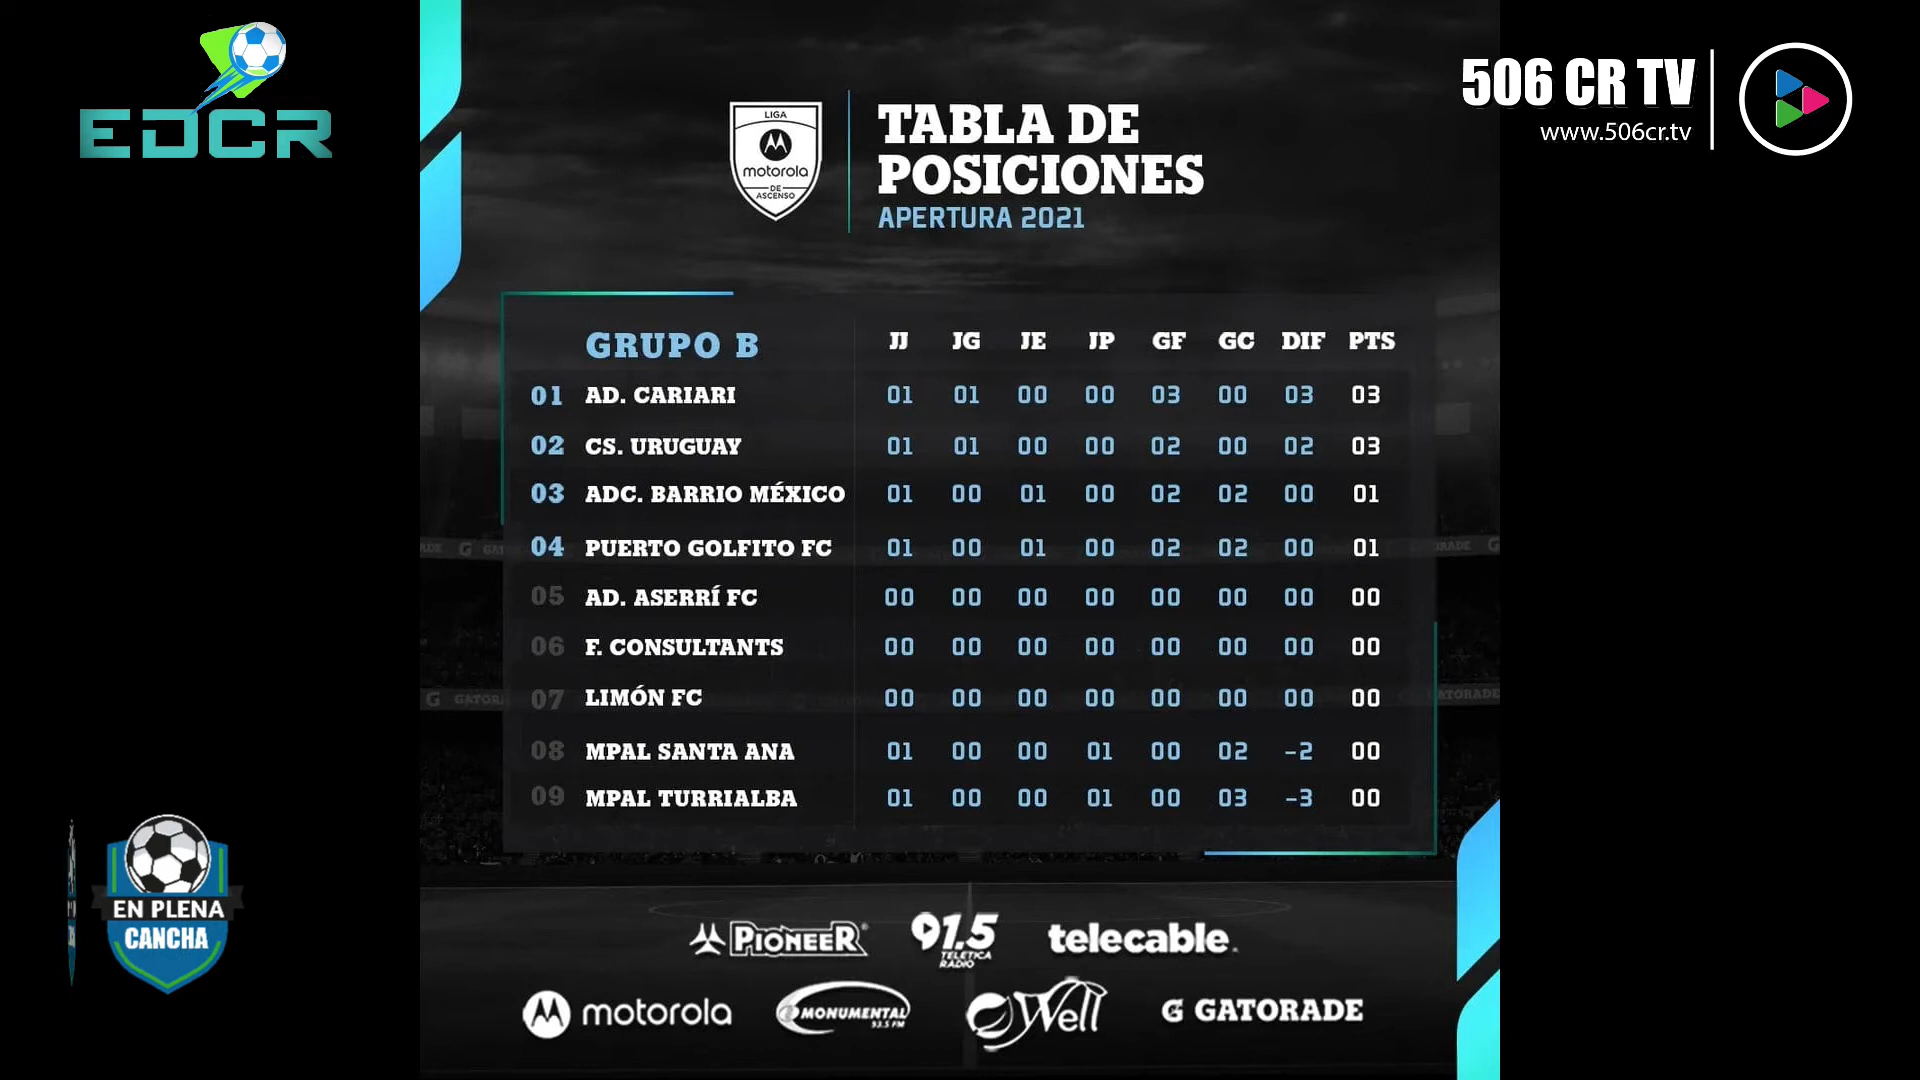 EDCR
506 CR TV
www.506cr.tv
LIGA
motorola
DE
ASCENSO
TABLA DE
POSICIONES
APERTURA 2021
GRUPO B JJ JG JE JP GF GC DIF PTS
01 AD. CARIARI 01 01 00 00 03 00 03 03
02 CS. URUGUAY 01 01 00 00 02 00 02 03
03 ADC. BARRIO MÉXICO 01 00 01 00 02 02 00 01
04 PUERTO GOLFITO FC 01 00 01 00 02 02 00 01
05 AD. ASERRÍ FC 00 00 00 00 00 00 00 00
06 F. CONSULTANTS 00 00 00 00 00 00 00 00
07 LIMÓN FC 00 00 00 00 00 00 00 00
08 MPAL SANTA ANA 01 00 00 01 00 02 -2 00
09 MPAL TURRIALBA 01 00 00 01 00 03 -3 00
EN PLENA
CANCHA
PIONEER® 91.5 telecable.
TELETICA
RADIO
motorola MONUMENTAL Well GATORADE
93.5 FM